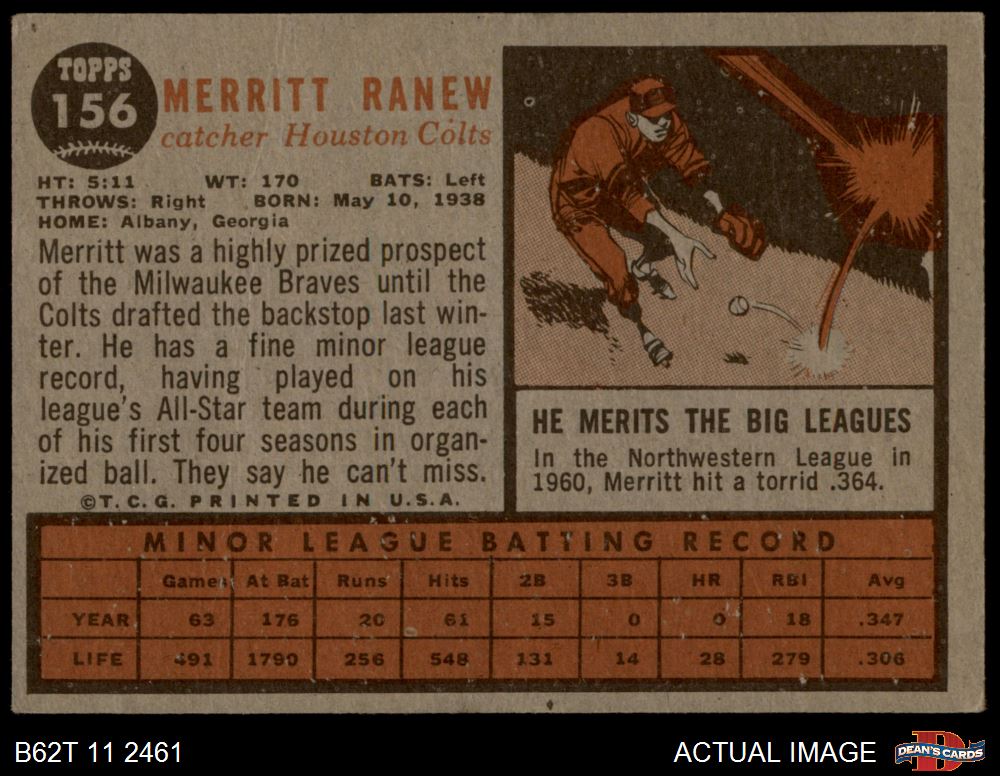 TOPPS
156
MERRITT RANEW
catcher Houston Colts
HT: 5:11 WT: 170 BATS: Left
THROWS: Right BORN: May 10, 1938
HOME: Albany, Georgia
Merritt was a highly prized prospect
of the Milwaukee Braves until the
Colts drafted the backstop last win-
ter. He has a fine minor league
record, having played on his
league's All-Star team during each
of his first four seasons in organ-
ized ball. They say he can't miss.
©T.C.G. PRINTED IN U.S.A.
HE MERITS THE BIG LEAGUES
In the Northwestern League in
1960, Merritt hit a torrid .364.
MINOR LEAGUE BATTING RECORD
Games At Bat Runs Hits 2B 3B HR RBI Avg
YEAR 63 176 20 61 15 0 0 18 .347
LIFE 491 1790 256 548 131 14 28 279 .306
B62T 11 2461
ACTUAL IMAGE
DEAN'S CARDS